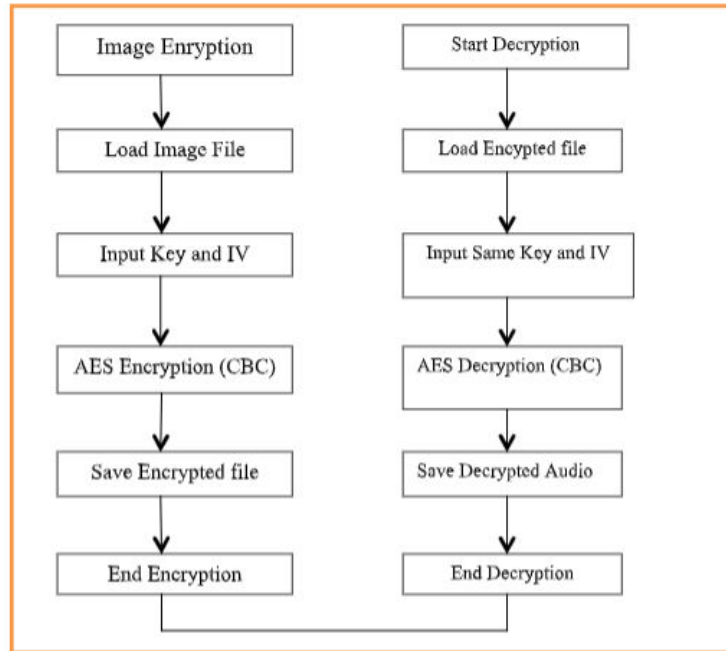 Image Enryption
Load Image File
Input Key and IV
AES Encryption (CBC)
Save Encrypted file
End Encryption
Start Decryption
Load Encypted file
Input Same Key and IV
AES Decryption (CBC)
Save Decrypted Audio
End Decryption